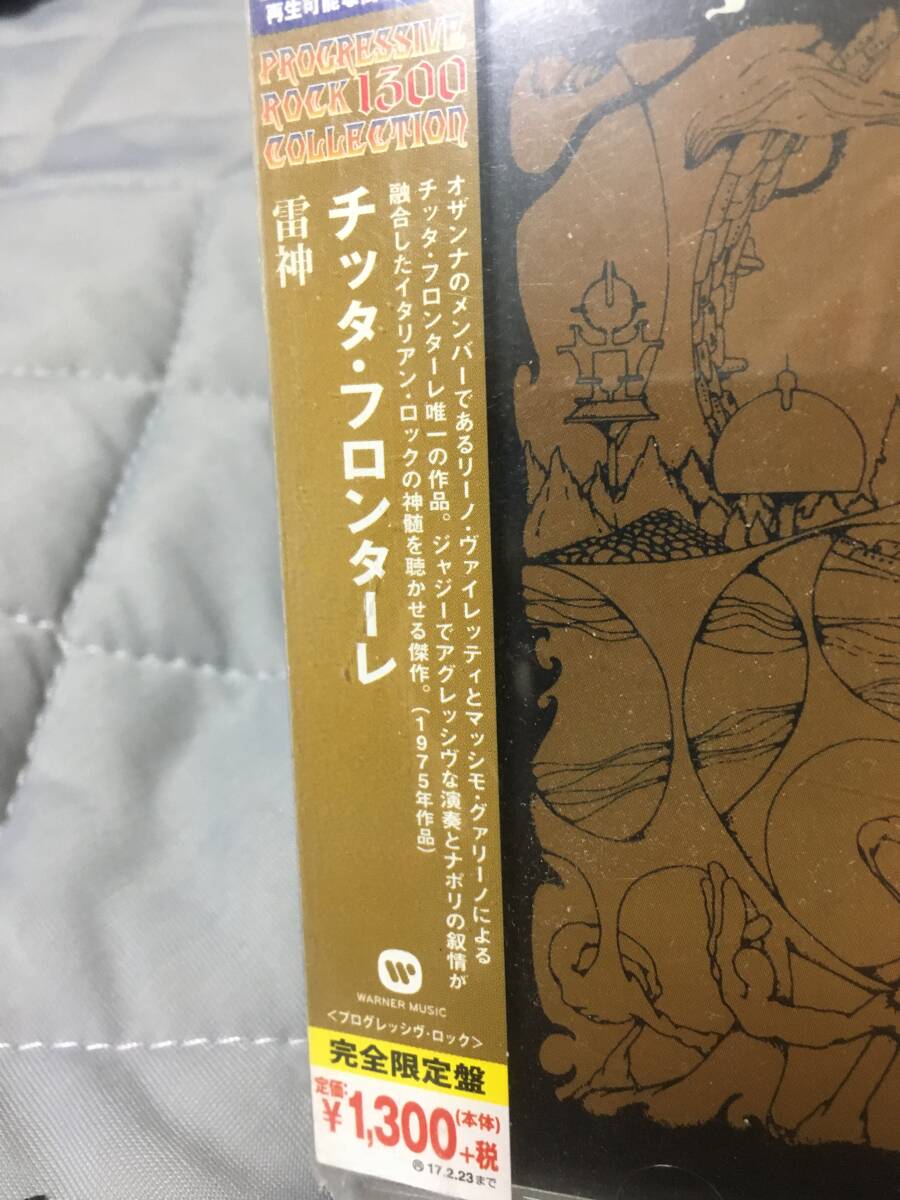 再生可能な
PROGRESSIVE
ROCK 1300
COLLECTION
オザンナのメンバーであるリーノ・ヴァイレッティとマッシモ・グァリーノによる
チッタ・フロンターレ唯一の作品。ジャジーでアグレッシヴな演奏とナポリの叙情が
融合したイタリアン・ロックの神髄を聴かせる傑作。(1975年作品)
チッタ・フロンターレ
雷神
WARNER MUSIC
<プログレッシヴ・ロック>
完全限定盤
定価:
¥1,300(本体)+税
㋐17.2.23まで